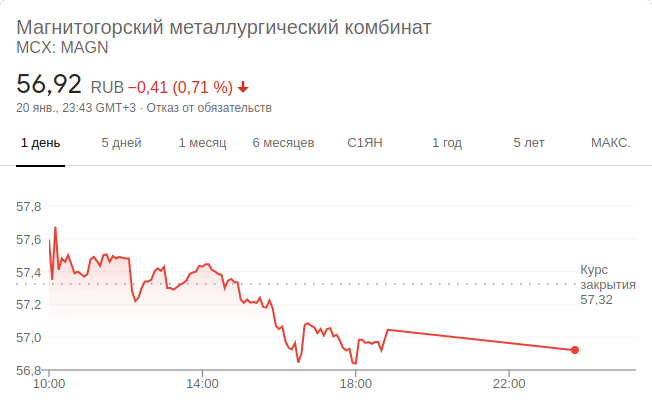 Магнитогорский металлургический комбинат
MCX: MAGN
56,92 RUB −0,41 (0,71 %)
20 янв., 23:43 GMT+3 · Отказ от обязательств
1 день 5 дней 1 месяц 6 месяцев С1ЯН 1 год 5 лет МАКС.
57,8
57,6
57,4
57,2
57,0
56,8
Курс
закрытия
57,32
10:00 14:00 18:00 22:00